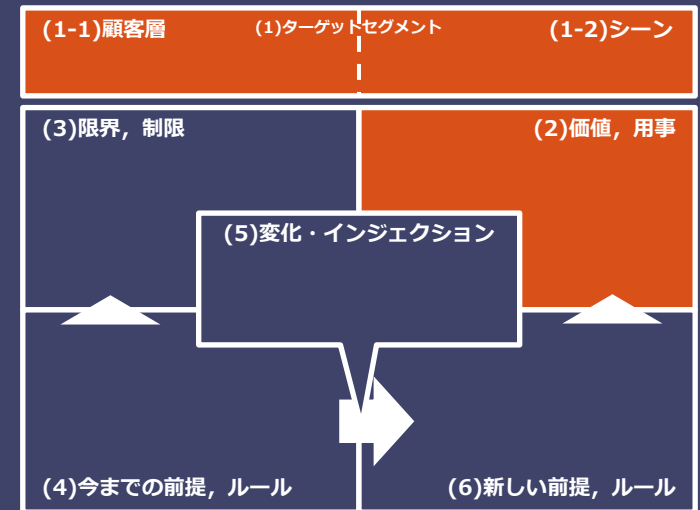 (1-1)顧客層
(1)ターゲットセグメント
(1-2)シーン
(3)限界，制限
(2)価値，用事
(5)変化・インジェクション
(4)今までの前提，ルール
(6)新しい前提，ルール